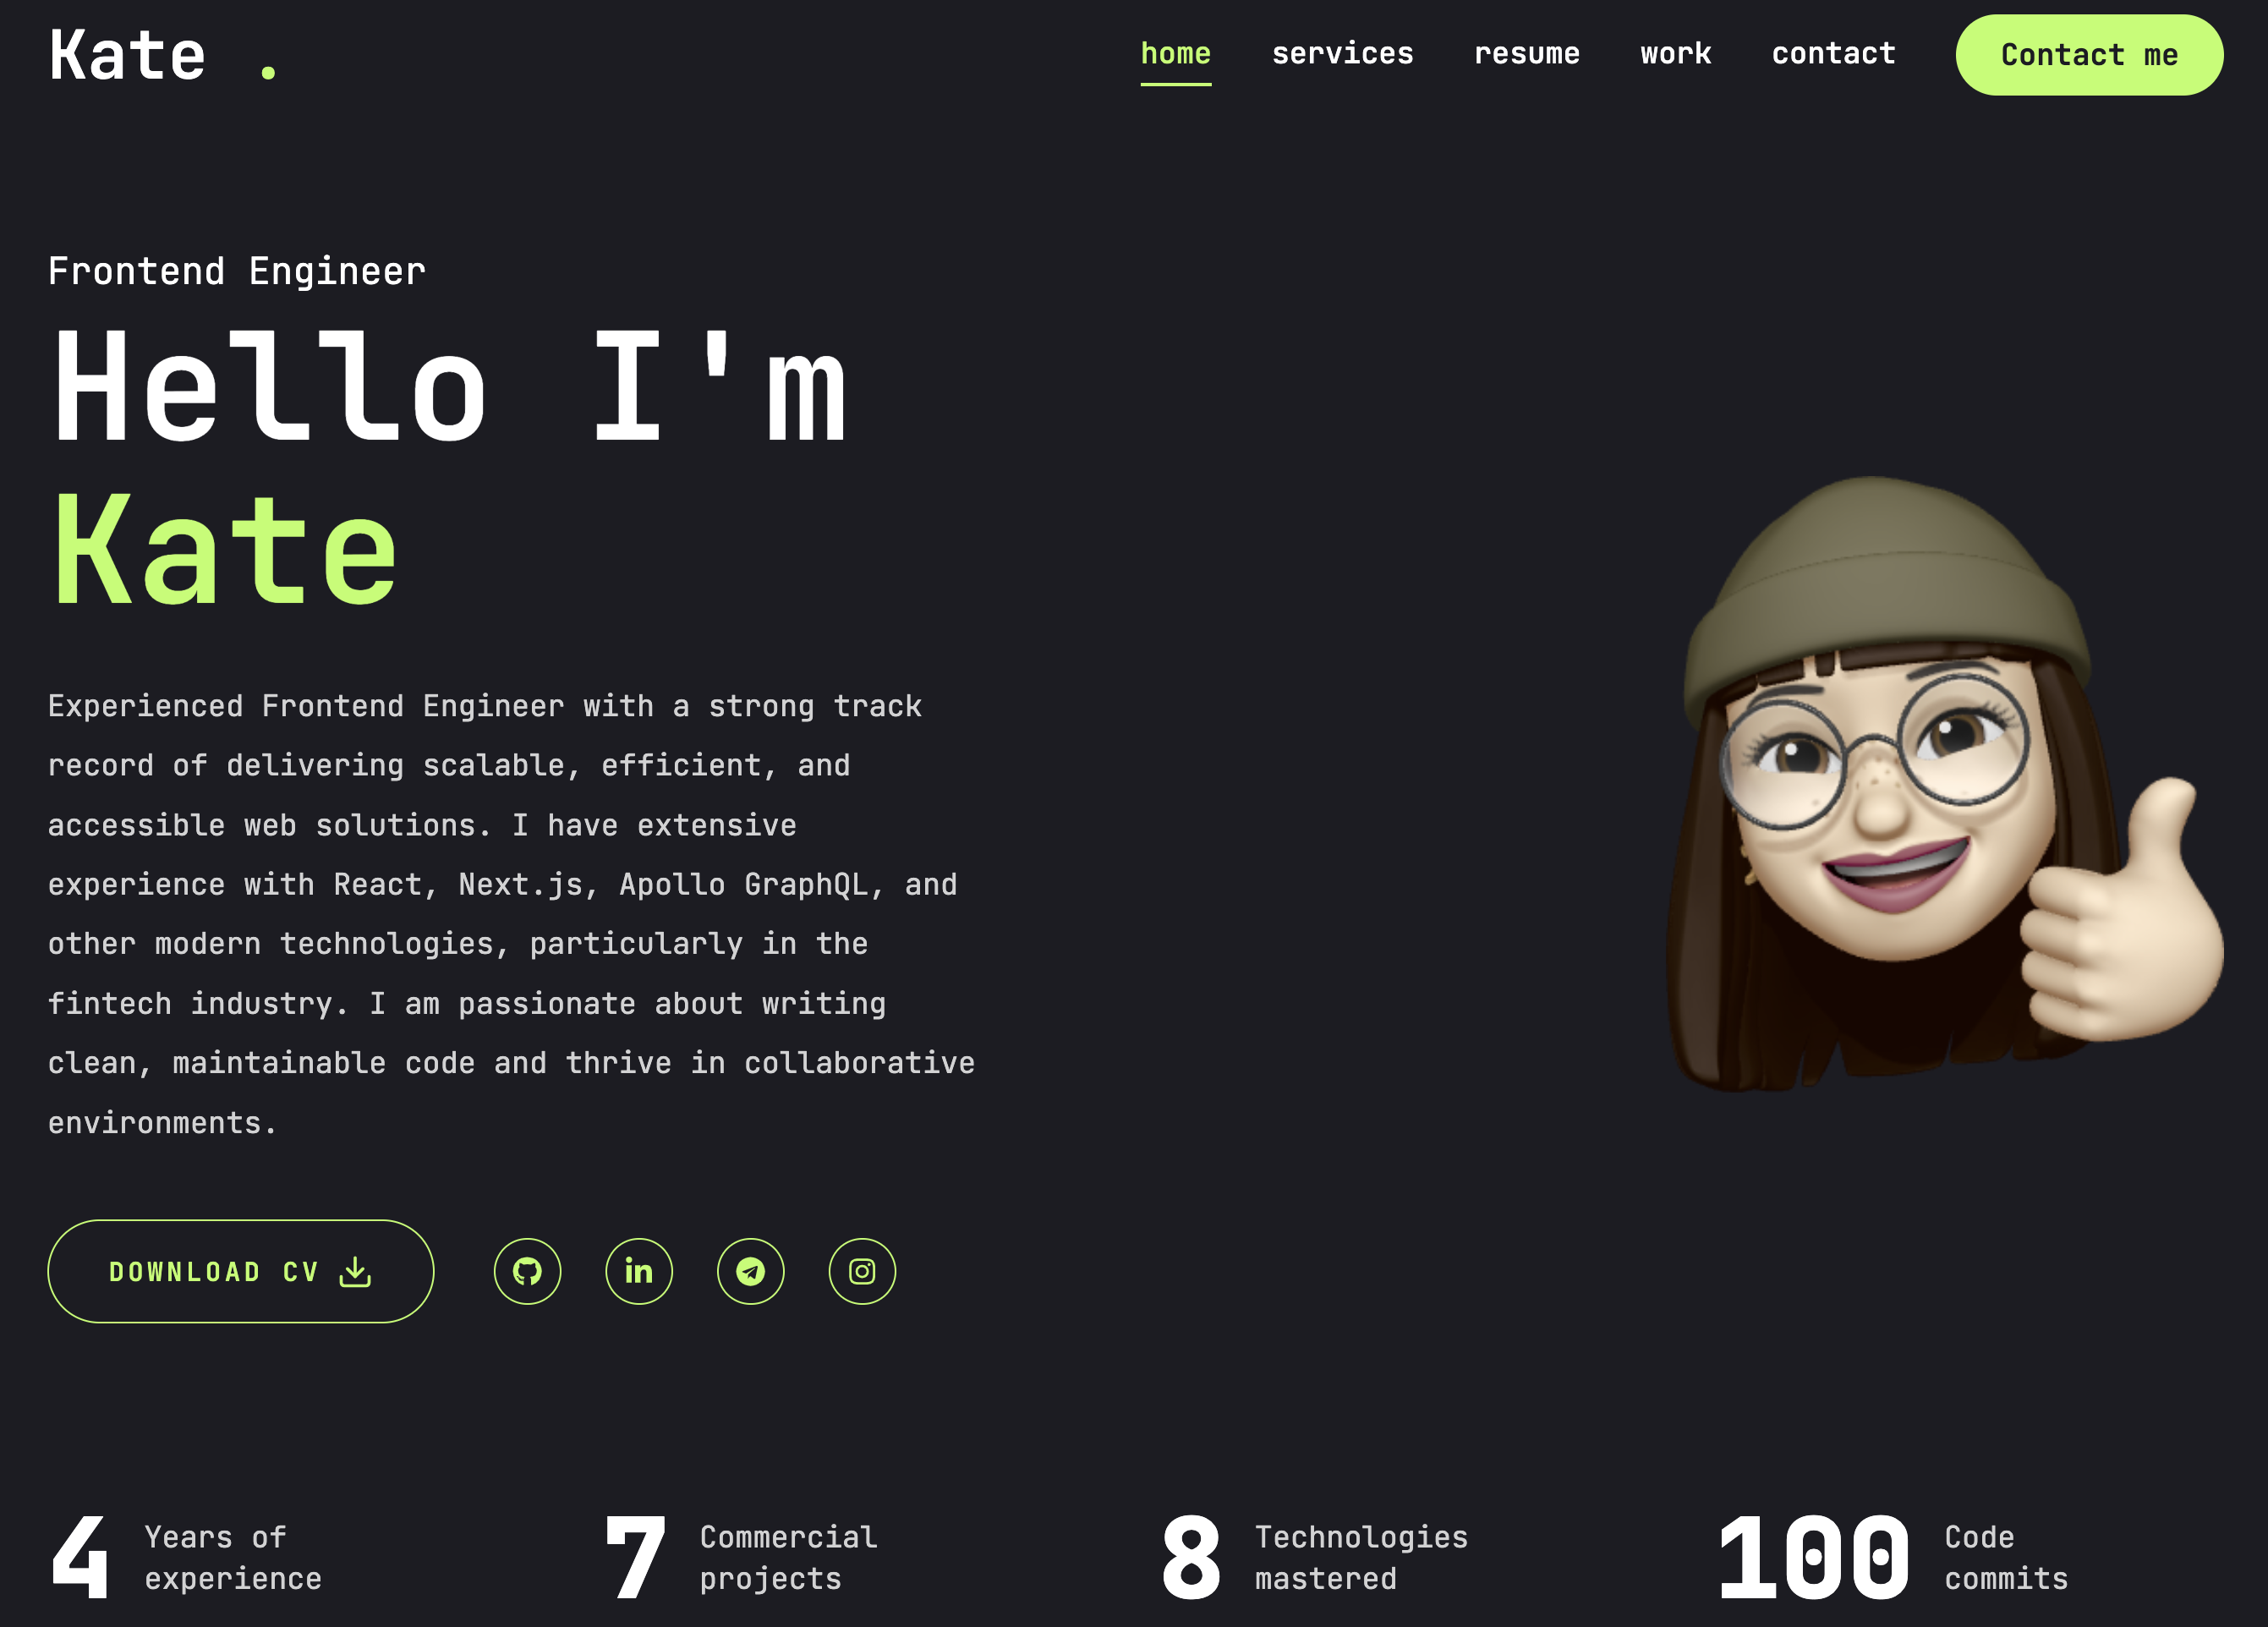 Kate .
home services resume work contact Contact me
Frontend Engineer
Hello I'm
Kate
Experienced Frontend Engineer with a strong track
record of delivering scalable, efficient, and
accessible web solutions. I have extensive
experience with React, Next.js, Apollo GraphQL, and
other modern technologies, particularly in the
fintech industry. I am passionate about writing
clean, maintainable code and thrive in collaborative
environments.
DOWNLOAD CV
in
4 Years of
experience
7 Commercial
projects
8 Technologies
mastered
100 Code
commits